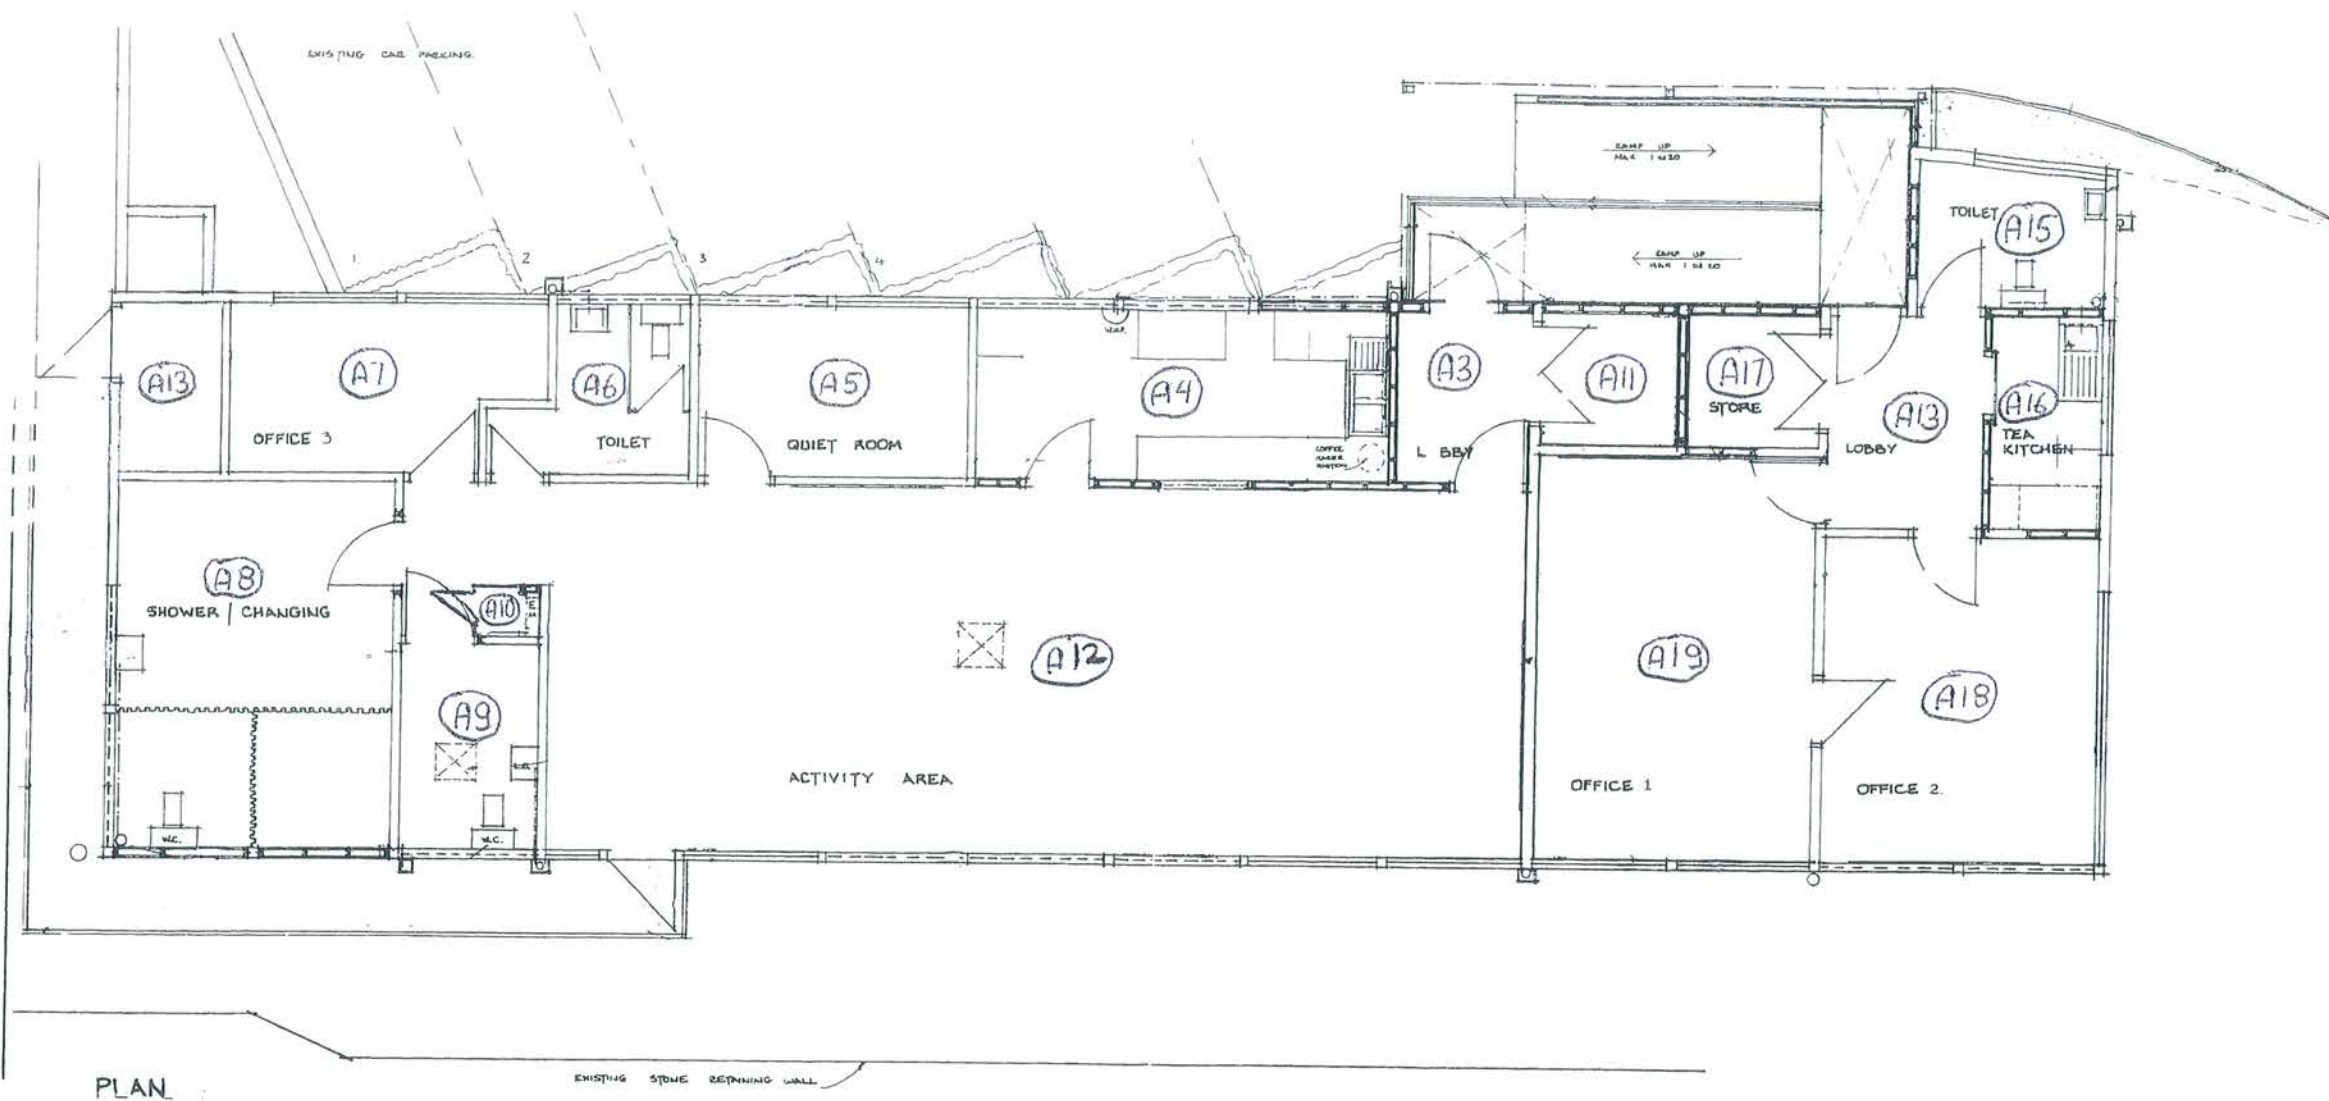 EXISTING CAR PARKING.
RAMP UP
MAX 1 IN 20
TOILET
A15
1
2
3
4
RAMP UP
MAX 1 IN 20
W.H.B.
A13
A7
A6
A5
A4
A3
A11
A17
STORE
A13
A16
OFFICE 3
TOILET
QUIET ROOM
L BBY
LOBBY
TEA
KITCHEN
COFFEE
MAKER
POSITION
A8
SHOWER / CHANGING
A10
A12
A19
A18
A9
ACTIVITY AREA
OFFICE 1
OFFICE 2.
W.C.
W.C.
EXISTING STONE RETAINING WALL
PLAN